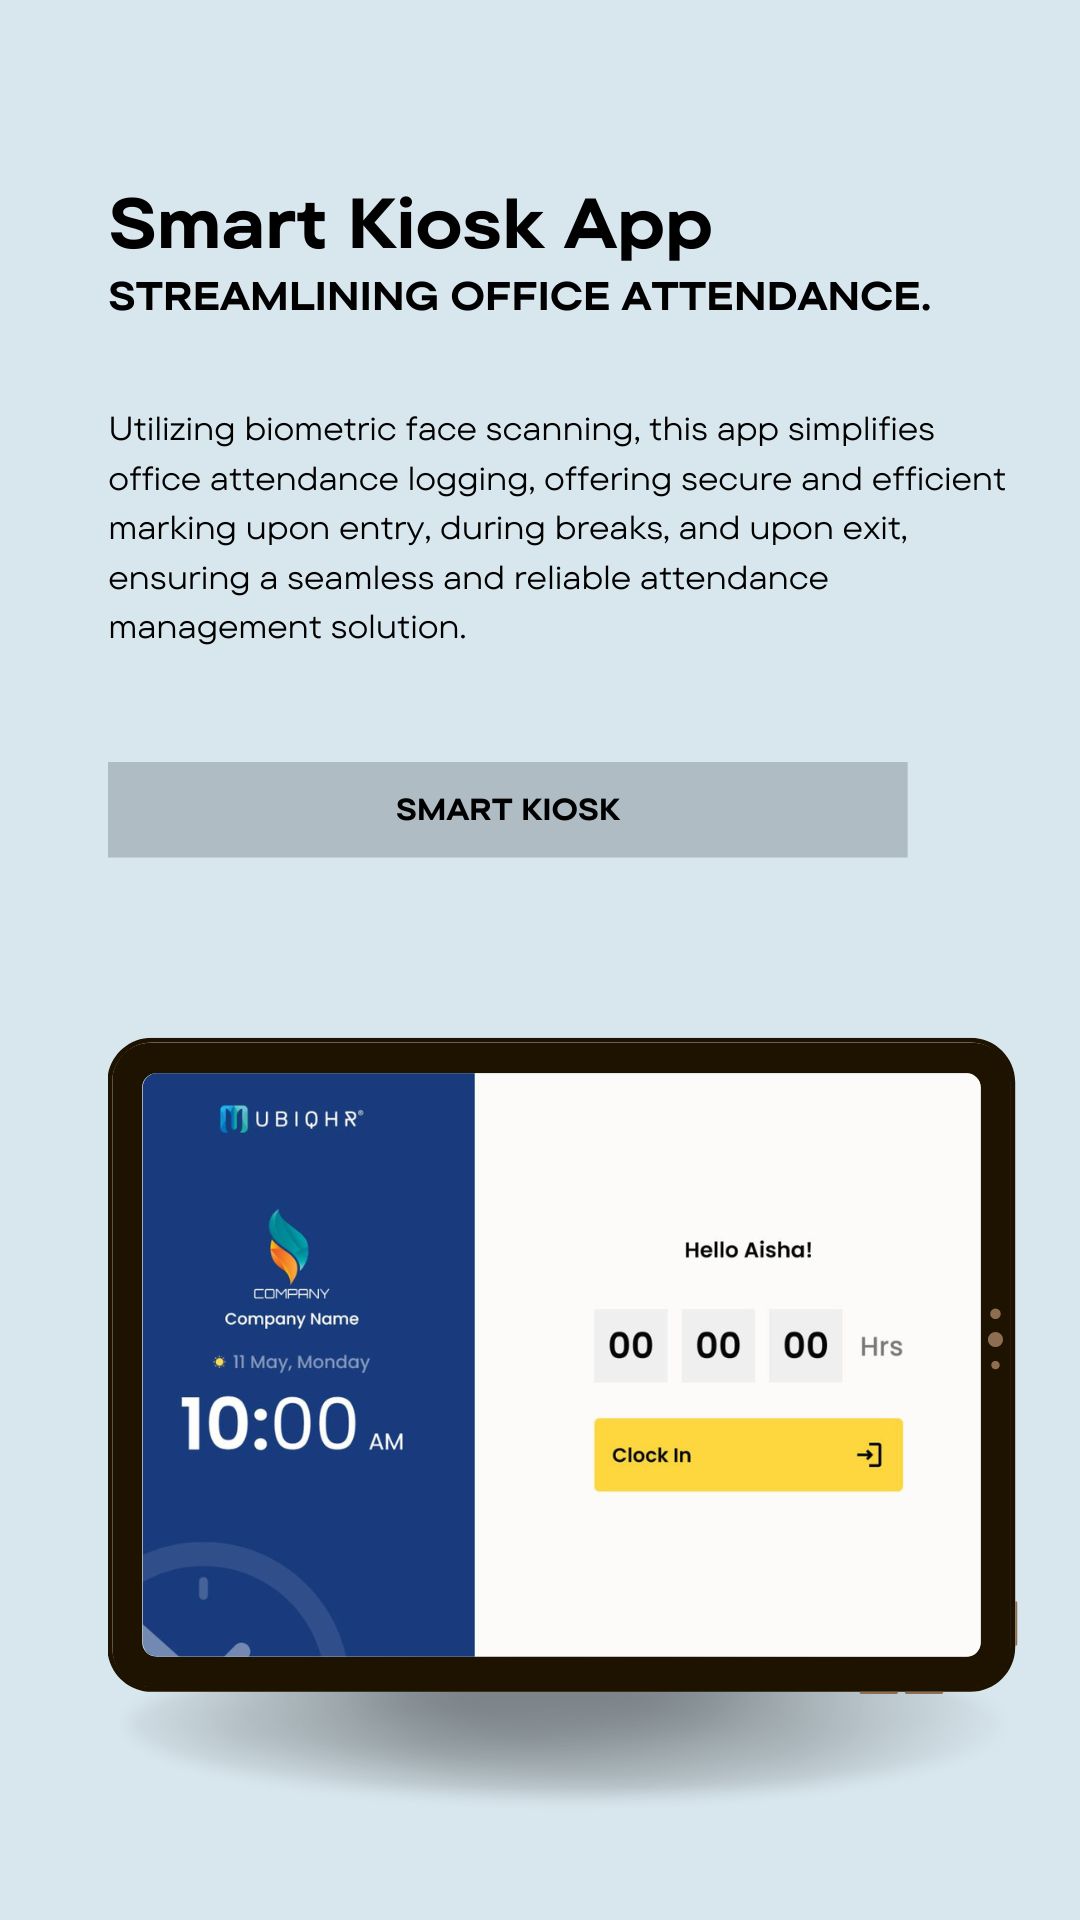 Smart Kiosk App
STREAMLINING OFFICE ATTENDANCE.
Utilizing biometric face scanning, this app simplifies
office attendance logging, offering secure and efficient
marking upon entry, during breaks, and upon exit,
ensuring a seamless and reliable attendance
management solution.
SMART KIOSK
UBIQHR®
COMPANY
Company Name
11 May, Monday
10:00 AM
Hello Aisha!
00 00 00 Hrs
Clock In